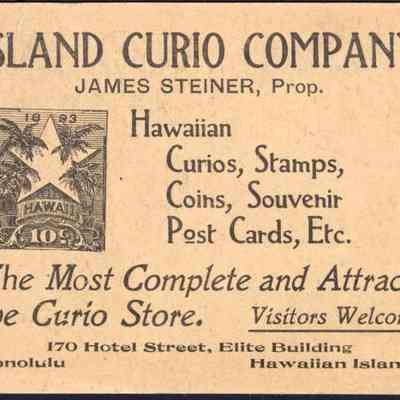 SLAND CURIO COMPANY
JAMES STEINER, Prop.
1893
HAWAII
10¢
Hawaiian
Curios, Stamps,
Coins, Souvenir
Post Cards, Etc.
The Most Complete and Attrac
ve Curio Store. Visitors Welco
170 Hotel Street, Elite Building
onolulu Hawaiian Islan